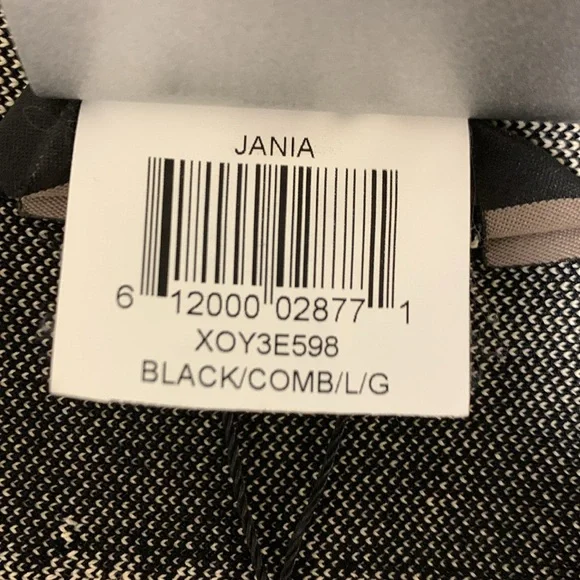 JANIA
6 12000 02877 1
XOY3E598
BLACK/COMB/L/G